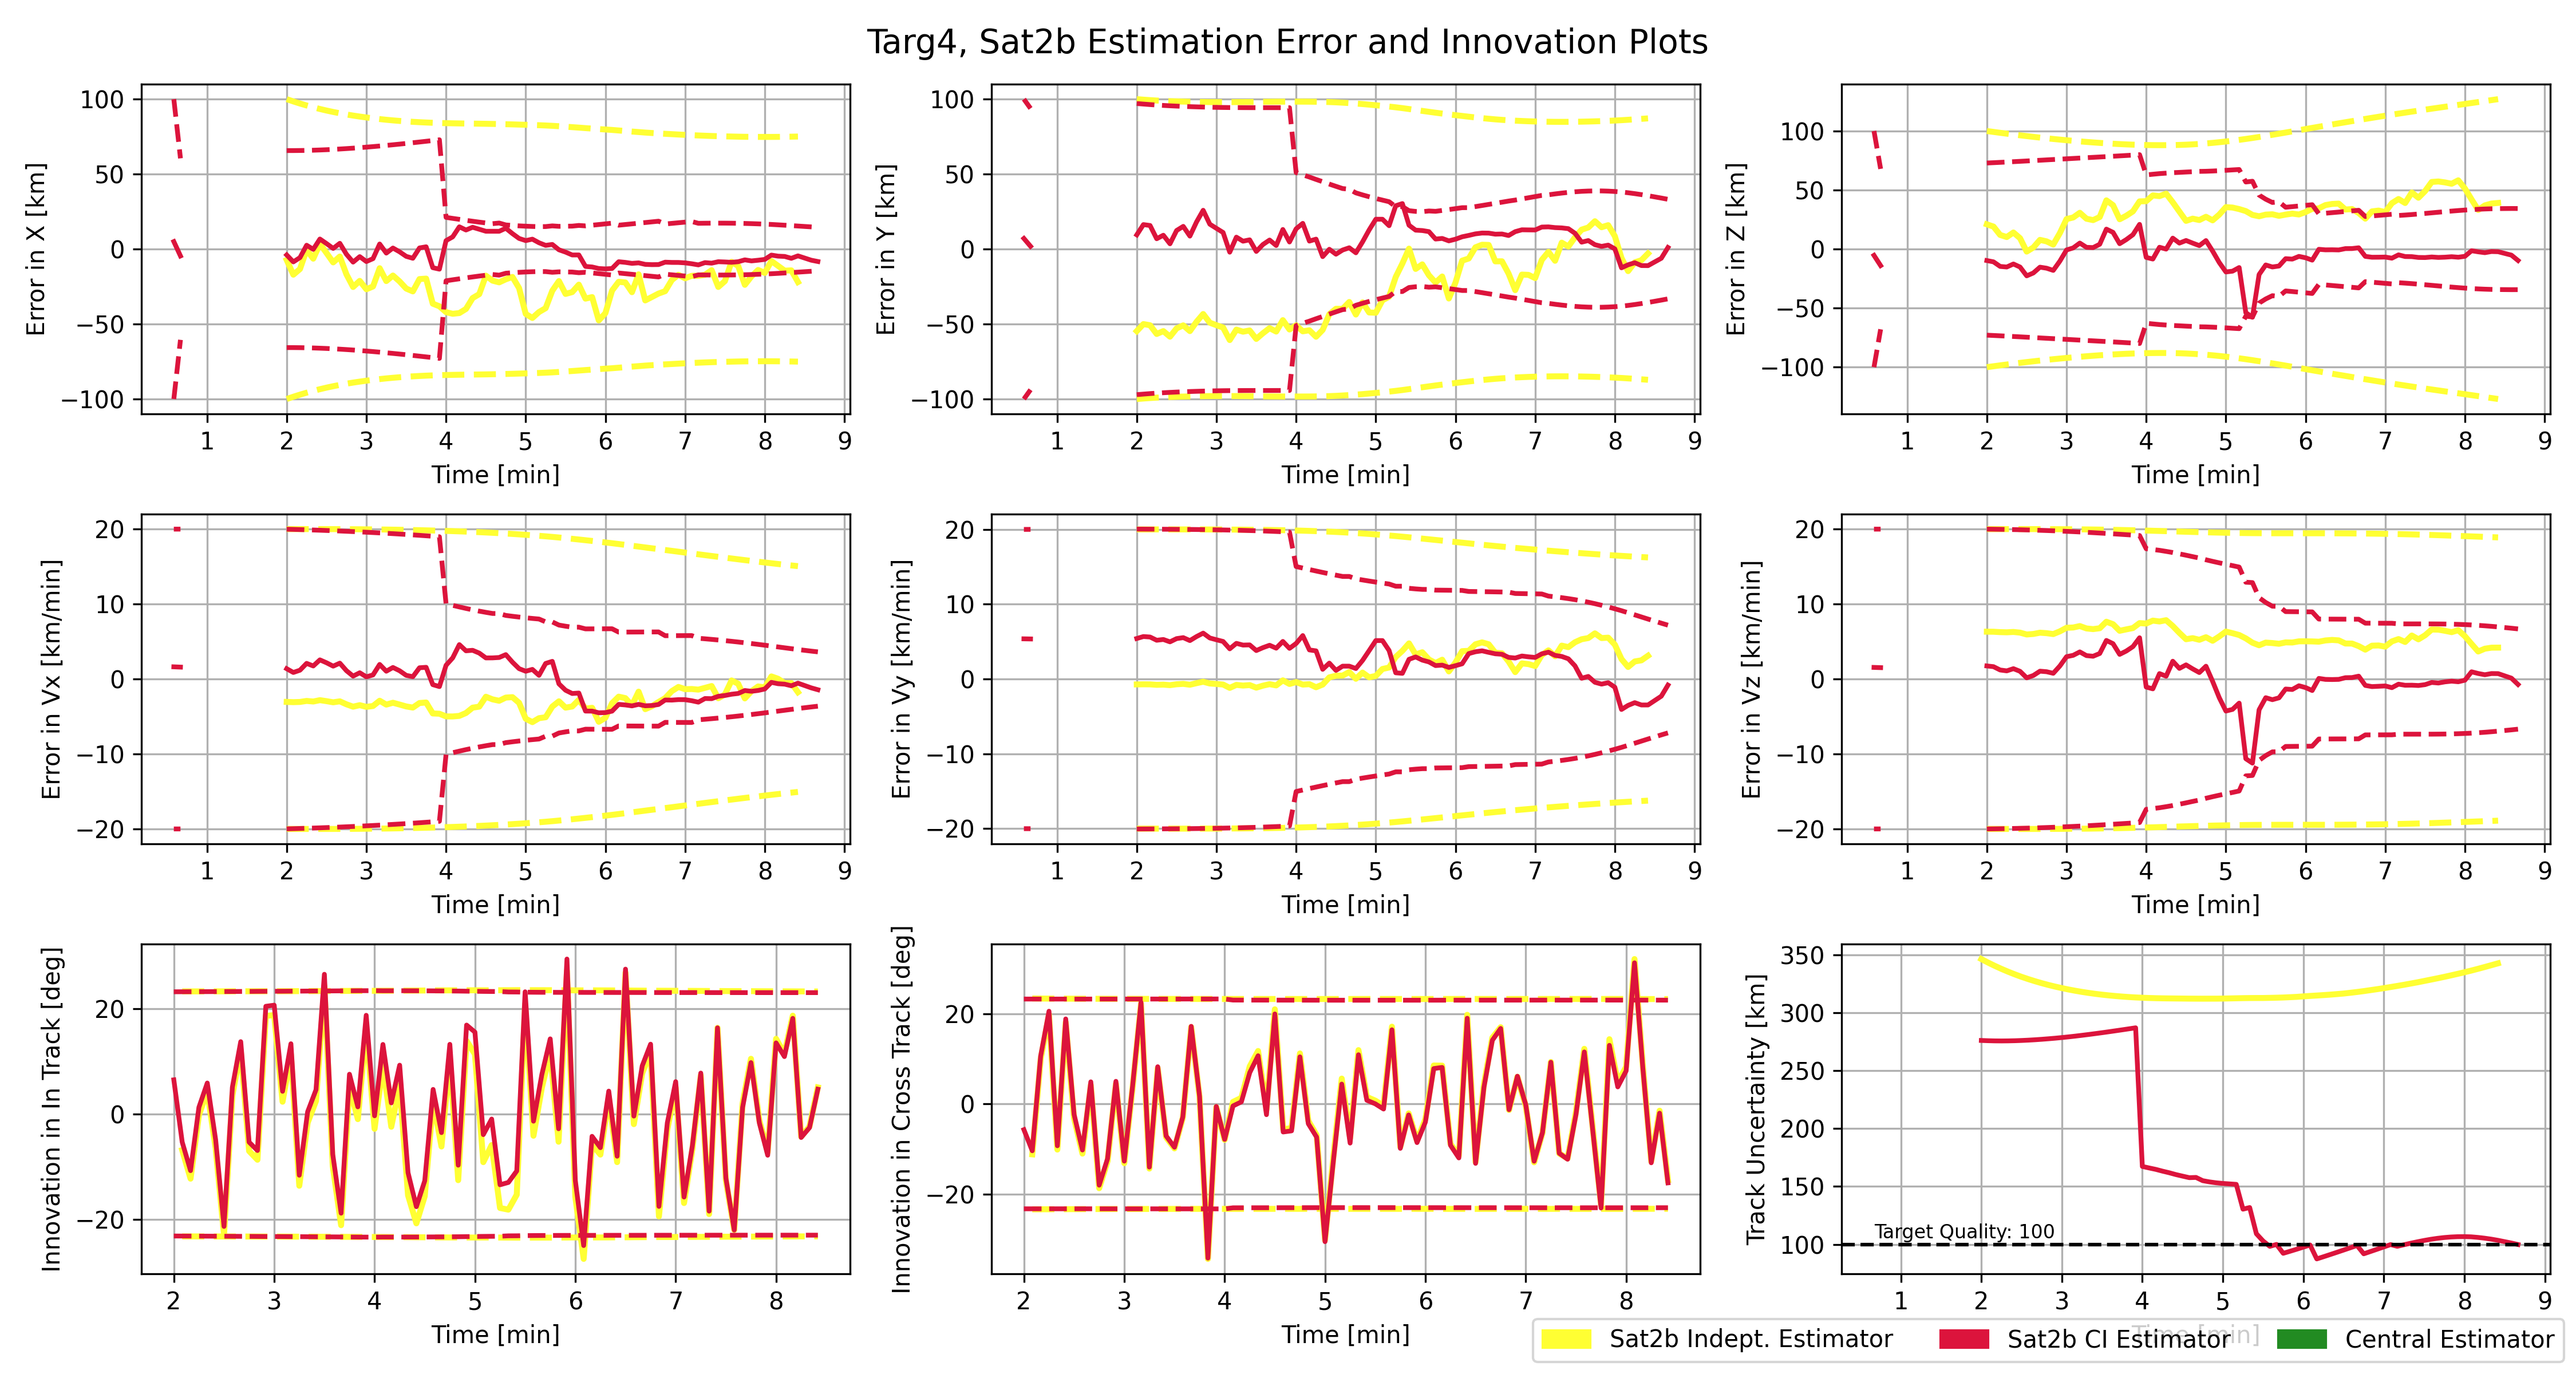 Targ4, Sat2b Estimation Error and Innovation Plots
Error in X [km]
100
50
0
−50
−100
1 2 3 4 5 6 7 8 9
Time [min]
Error in Y [km]
100
50
0
−50
−100
1 2 3 4 5 6 7 8 9
Time [min]
Error in Z [km]
100
50
0
−50
−100
1 2 3 4 5 6 7 8 9
Time [min]
Error in Vx [km/min]
20
10
0
−10
−20
1 2 3 4 5 6 7 8 9
Time [min]
Error in Vy [km/min]
20
10
0
−10
−20
1 2 3 4 5 6 7 8 9
Time [min]
Error in Vz [km/min]
20
10
0
−10
−20
1 2 3 4 5 6 7 8 9
Time [min]
Innovation in In Track [deg]
20
0
−20
2 3 4 5 6 7 8
Time [min]
Innovation in Cross Track [deg]
20
0
−20
2 3 4 5 6 7 8
Time [min]
Track Uncertainty [km]
350
300
250
200
150
100
Target Quality: 100
1 2 3 4 5 6 7 8 9
Time [min]
Sat2b Indept. Estimator
Sat2b CI Estimator
Central Estimator